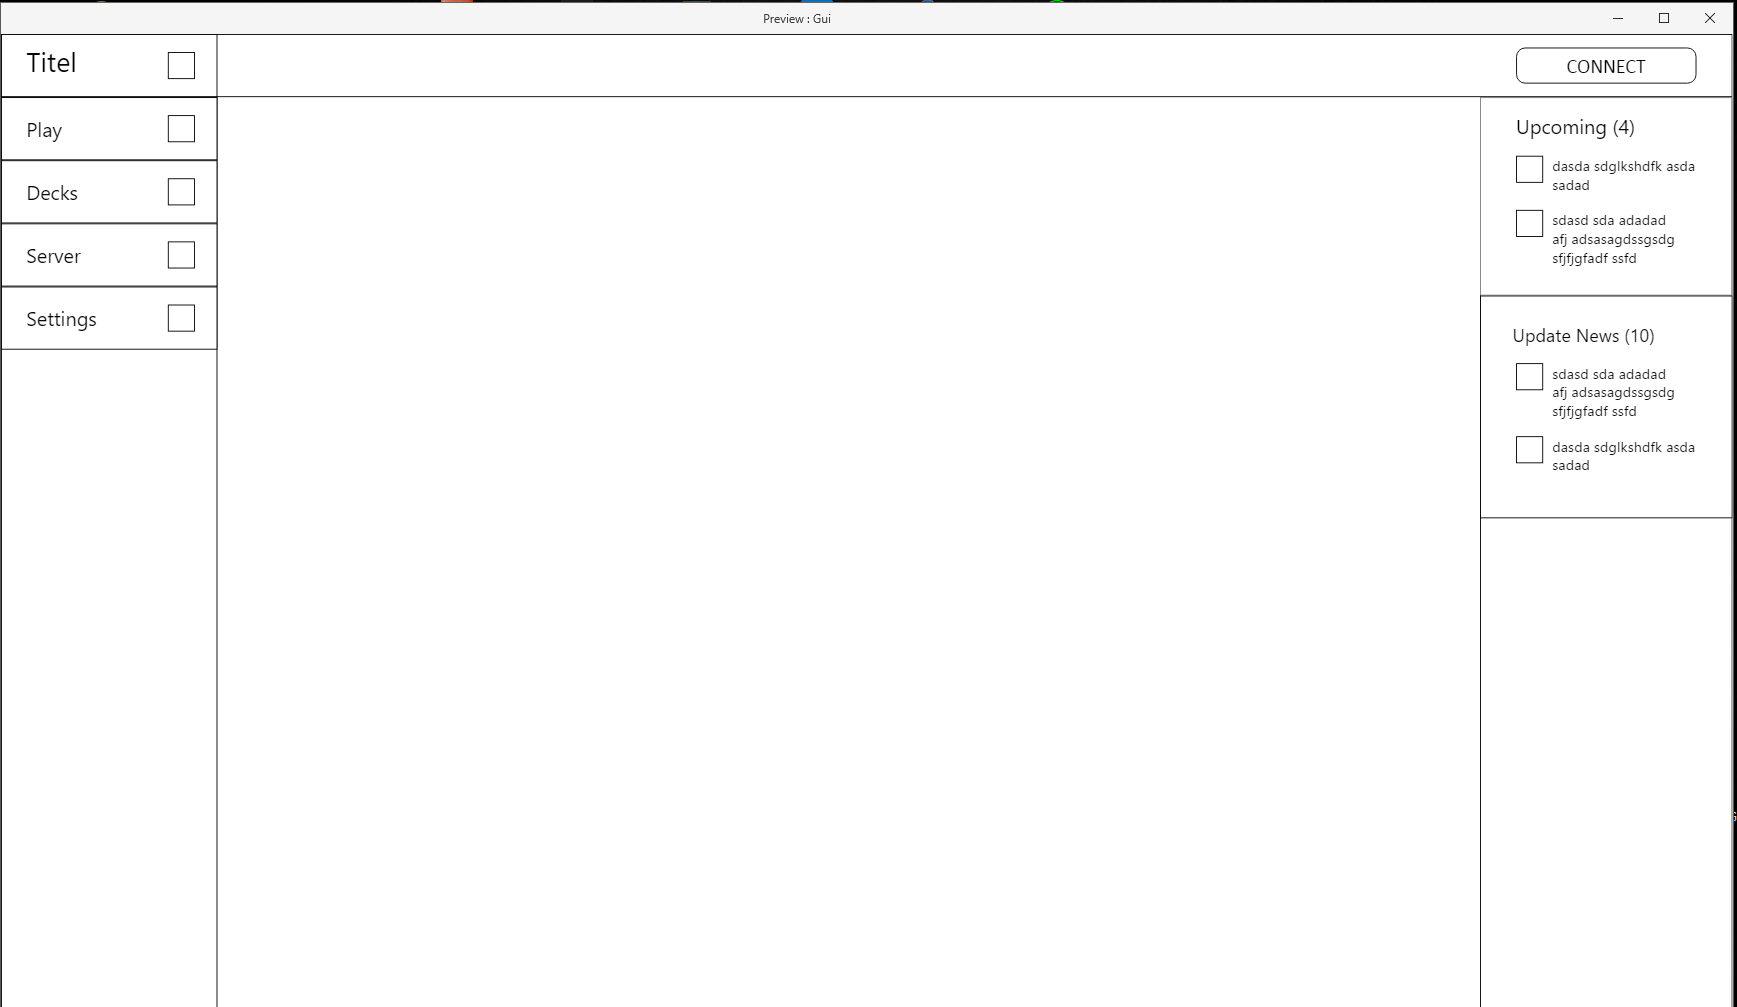 Preview : Gui
Titel
CONNECT
Play
Decks
Server
Settings
Upcoming (4)
dasda sdglkshdfk asda
sadad
sdasd sda adadad
afj adsasagdssgsdg
sfjfjgfadf ssfd
Update News (10)
sdasd sda adadad
afj adsasagdssgsdg
sfjfjgfadf ssfd
dasda sdglkshdfk asda
sadad